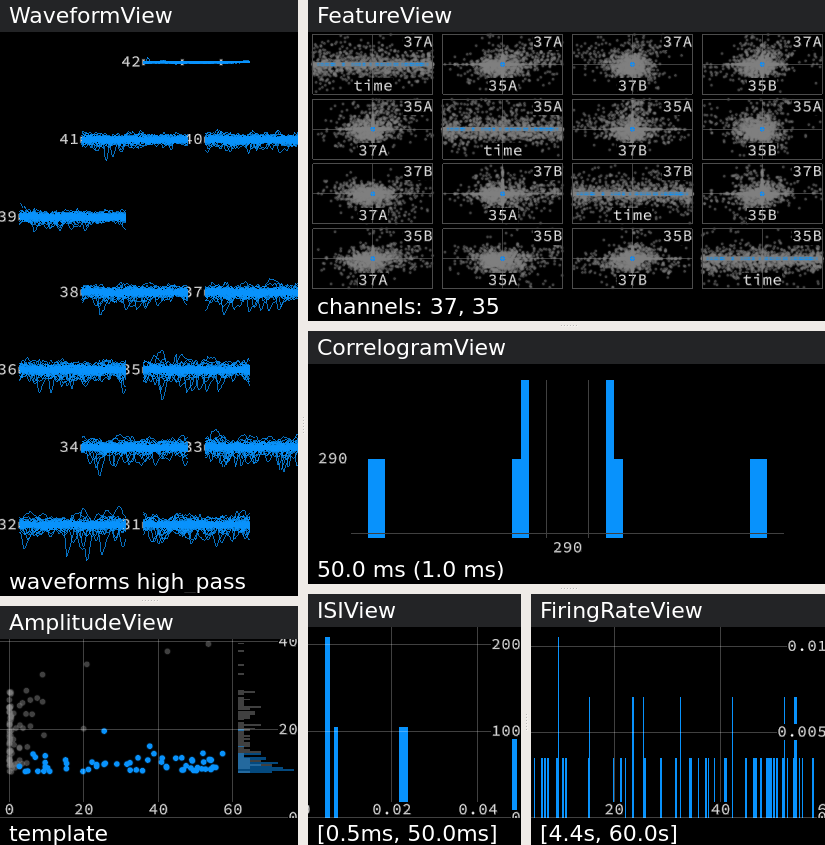 WaveformView
42
41
40
39
38
37
36
35
34
33
32
31
waveforms high_pass
FeatureView
37A 37A 37A 37A
time 35A 37B 35B
35A 35A 35A 35A
37A time 37B 35B
37B 37B 37B 37B
37A 35A time 35B
35B 35B 35B 35B
37A 35A 37B time
channels: 37, 35
CorrelogramView
290
290
50.0 ms (1.0 ms)
AmplitudeView
40
20
0
0 20 40 60
template
ISIView
200
100
0
0.02 0.04
[0.5ms, 50.0ms]
FiringRateView
0.01
0.005
20 40
[4.4s, 60.0s]